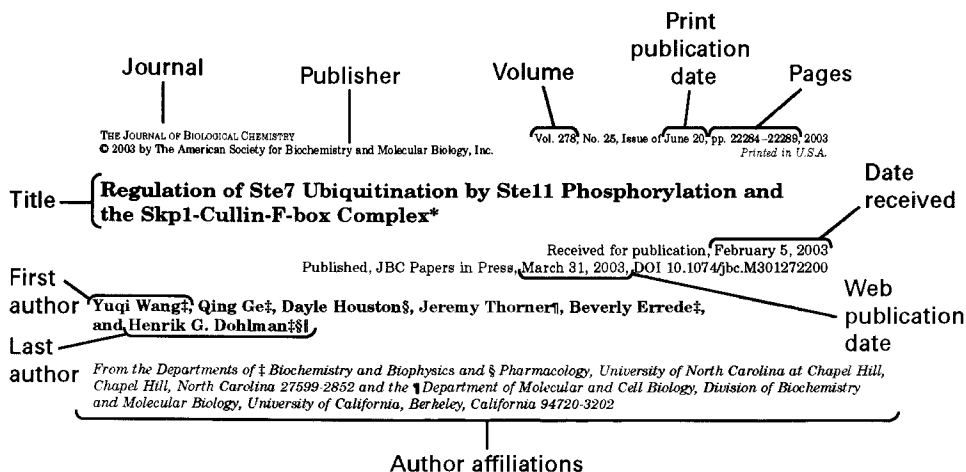 Print
publication
date
Journal
Publisher
Volume
Pages
THE JOURNAL OF BIOLOGICAL CHEMISTRY
© 2003 by The American Society for Biochemistry and Molecular Biology, Inc.
Vol. 278, No. 25, Issue of June 20, pp. 22284–22289, 2003
Printed in U.S.A.
Title
Regulation of Ste7 Ubiquitination by Ste11 Phosphorylation and
the Skp1-Cullin-F-box Complex*
Date
received
Received for publication, February 5, 2003
Published, JBC Papers in Press, March 31, 2003, DOI 10.1074/jbc.M301272200
First
author
Yuqi Wang‡, Qing Ge‡, Dayle Houston§, Jeremy Thorner¶, Beverly Errede‡,
and Henrik G. Dohlman‡§‖
Web
publication
date
Last
author
From the Departments of ‡ Biochemistry and Biophysics and § Pharmacology, University of North Carolina at Chapel Hill,
Chapel Hill, North Carolina 27599-2852 and the ¶ Department of Molecular and Cell Biology, Division of Biochemistry
and Molecular Biology, University of California, Berkeley, California 94720-3202
Author affiliations